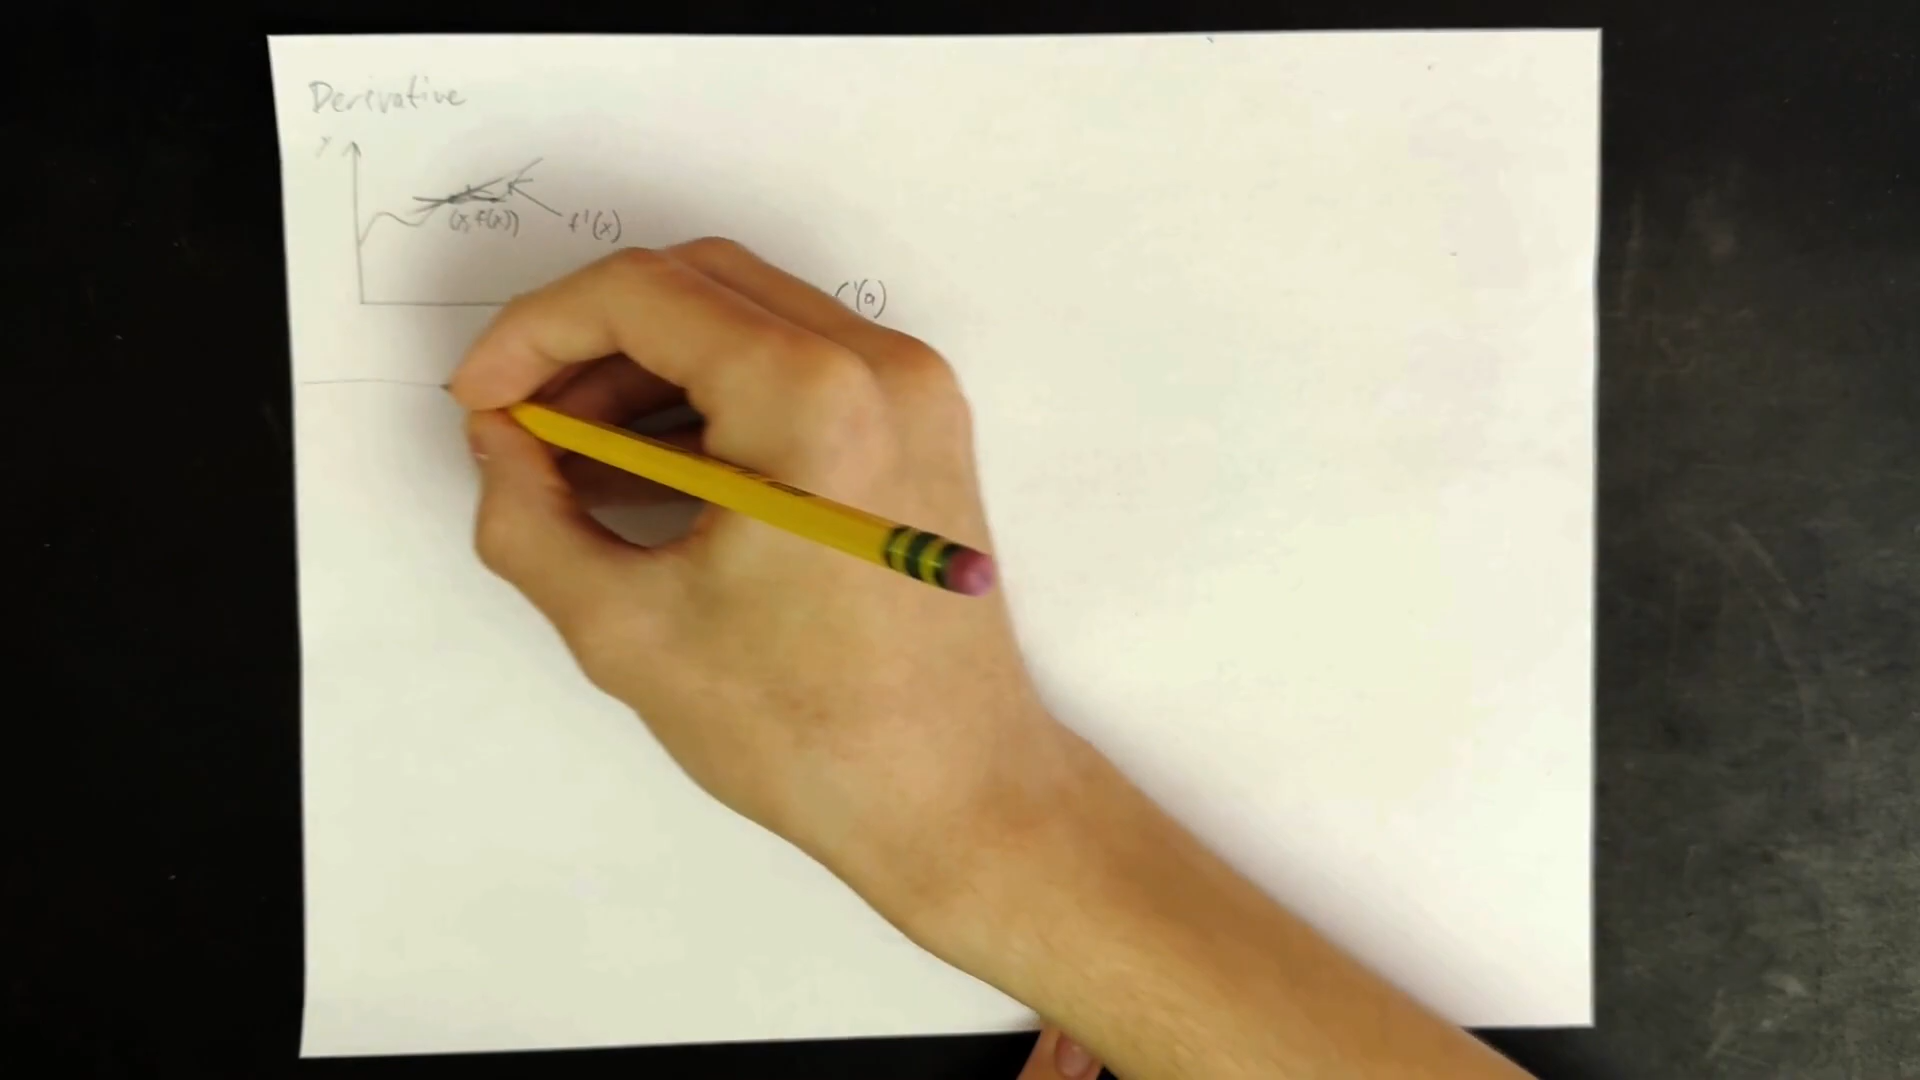 Derivative
y
(x, f(x))
f'(x)
f'(a)